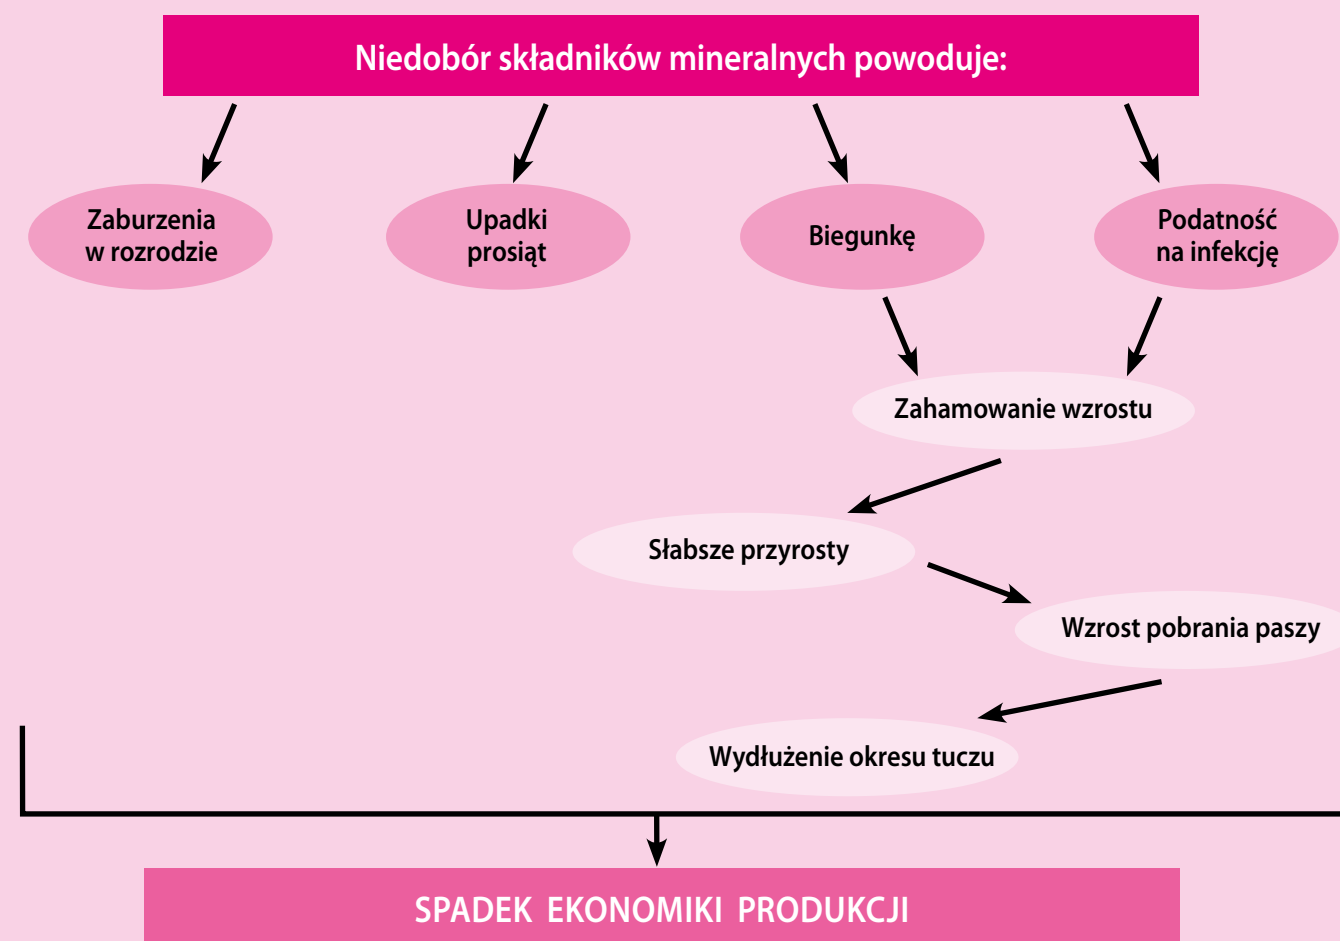 Niedobór składników mineralnych powoduje:
Zaburzenia
w rozrodzie
Upadki
prosiąt
Biegunkę
Podatność
na infekcję
Zahamowanie wzrostu
Słabsze przyrosty
Wzrost pobrania paszy
Wydłużenie okresu tuczu
SPADEK EKONOMIKI PRODUKCJI